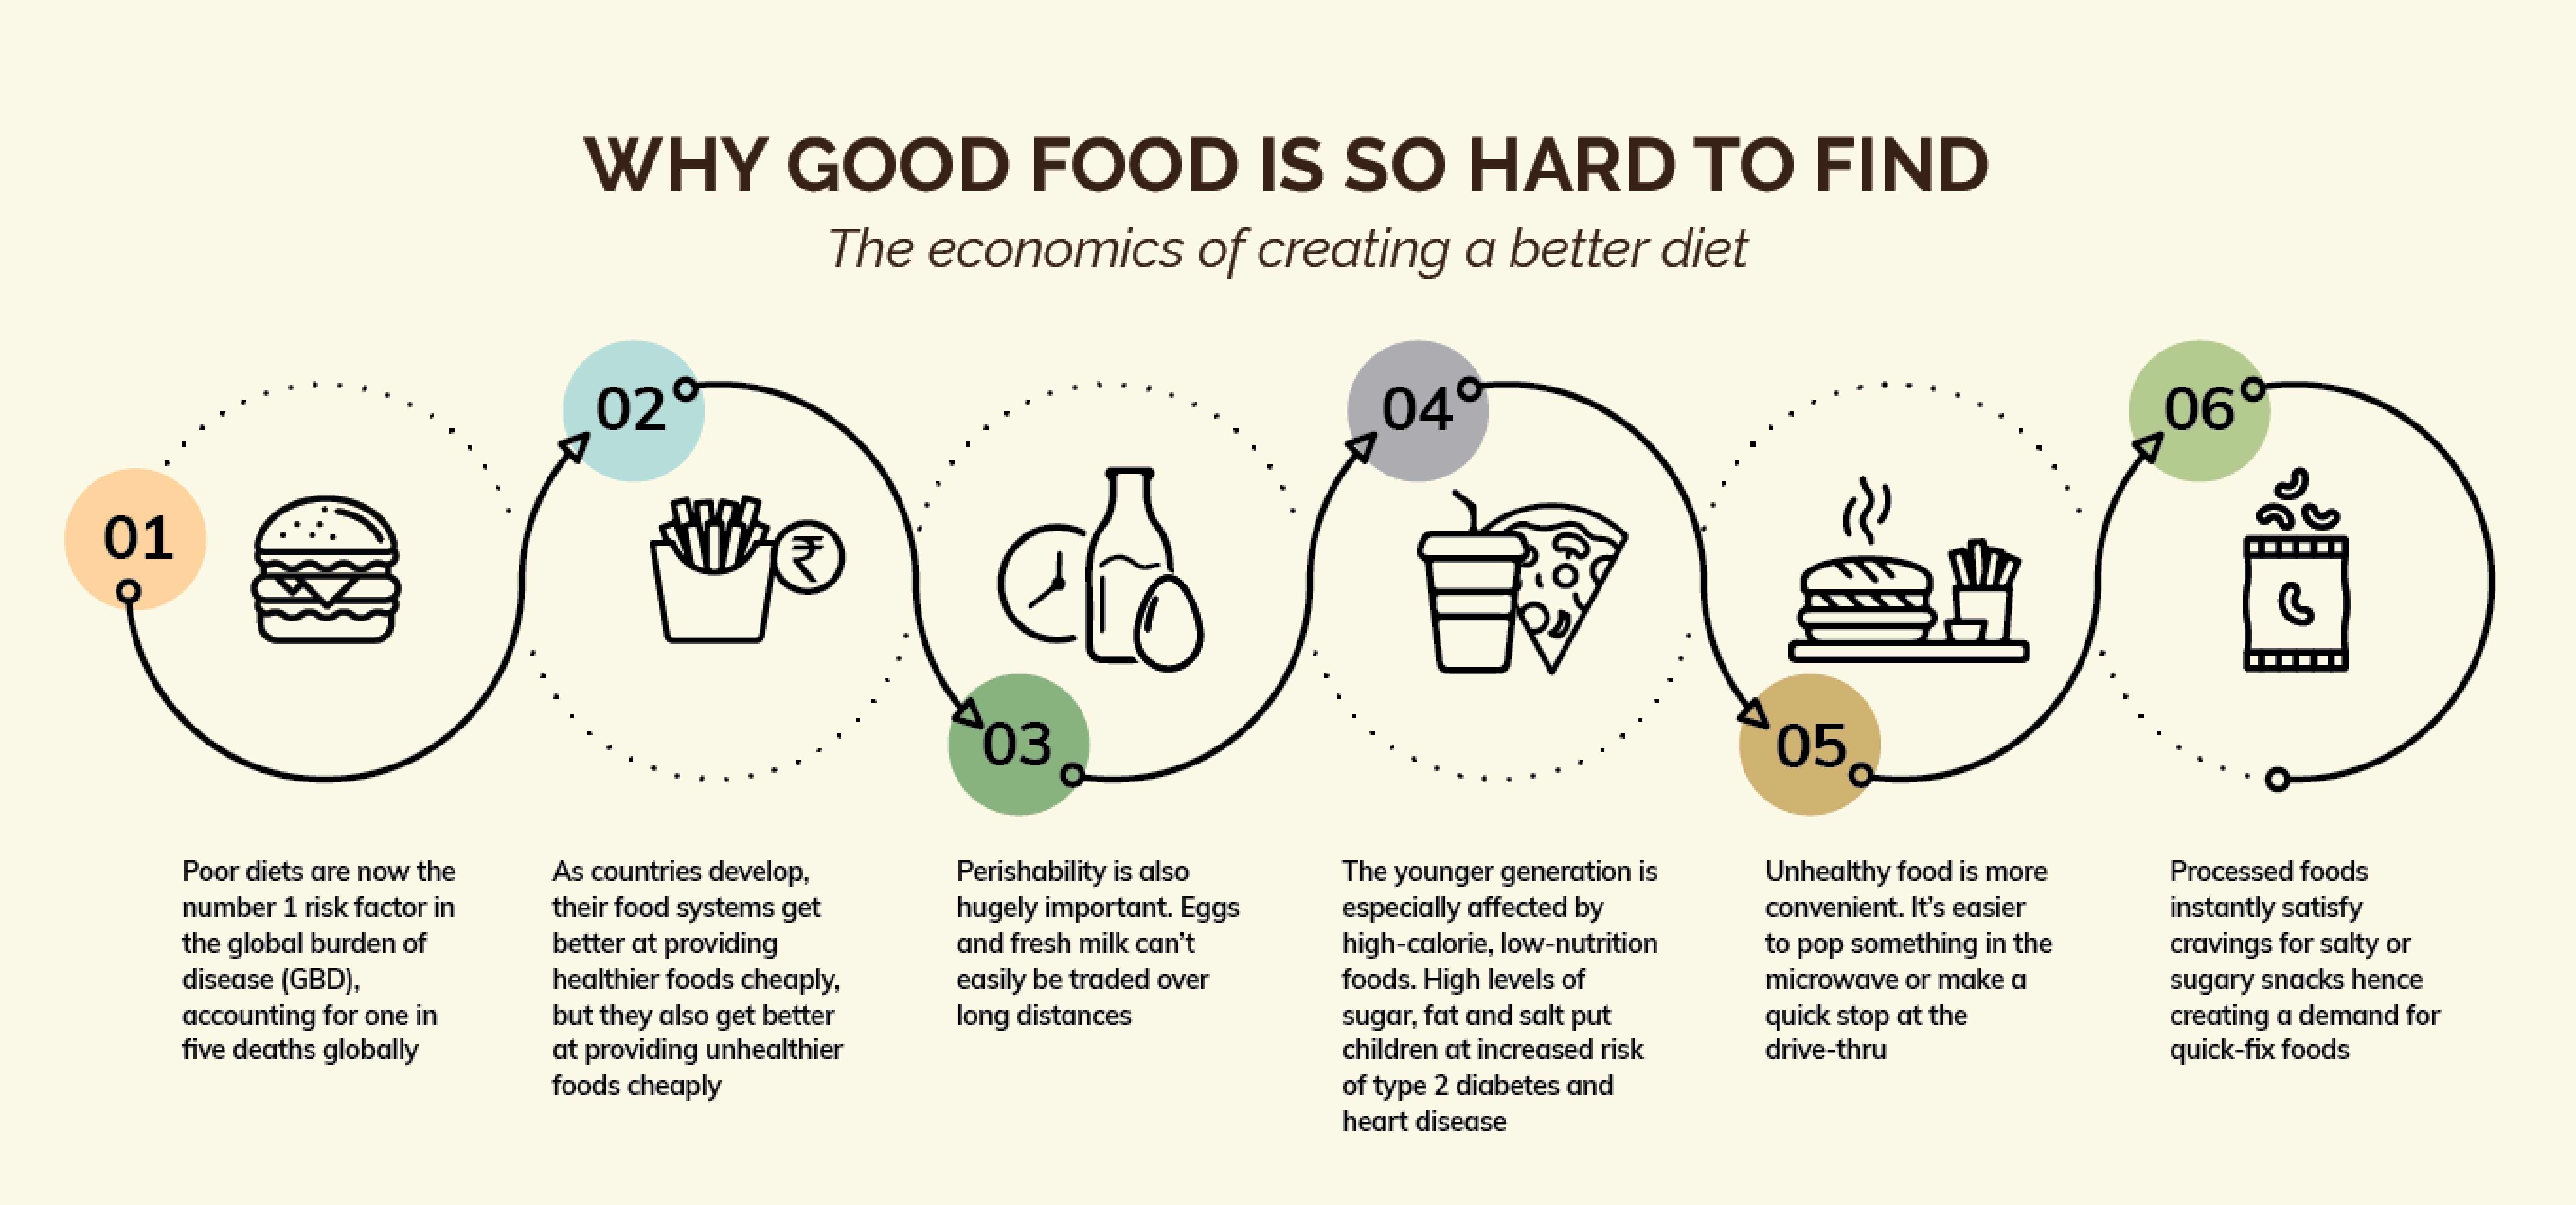 WHY GOOD FOOD IS SO HARD TO FIND
The economics of creating a better diet
01
Poor diets are now the
number 1 risk factor in
the global burden of
disease (GBD),
accounting for one in
five deaths globally
02
₹
As countries develop,
their food systems get
better at providing
healthier foods cheaply,
but they also get better
at providing unhealthier
foods cheaply
03
Perishability is also
hugely important. Eggs
and fresh milk can’t
easily be traded over
long distances
04
The younger generation is
especially affected by
high-calorie, low-nutrition
foods. High levels of
sugar, fat and salt put
children at increased risk
of type 2 diabetes and
heart disease
05
Unhealthy food is more
convenient. It’s easier
to pop something in the
microwave or make a
quick stop at the
drive-thru
06
Processed foods
instantly satisfy
cravings for salty or
sugary snacks hence
creating a demand for
quick-fix foods